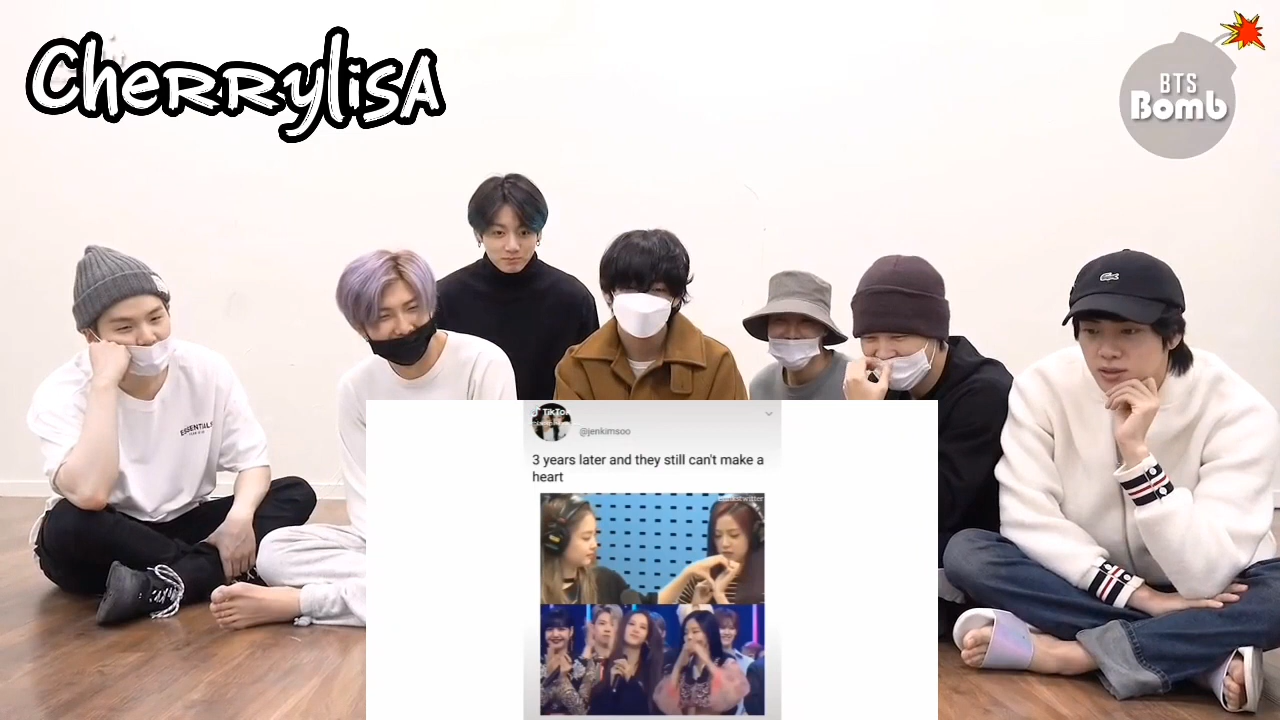 CherrylisA
BTS
Bomb
ESSENTIALS
TikTok
@jenkimsoo
3 years later and they still can't make a
heart